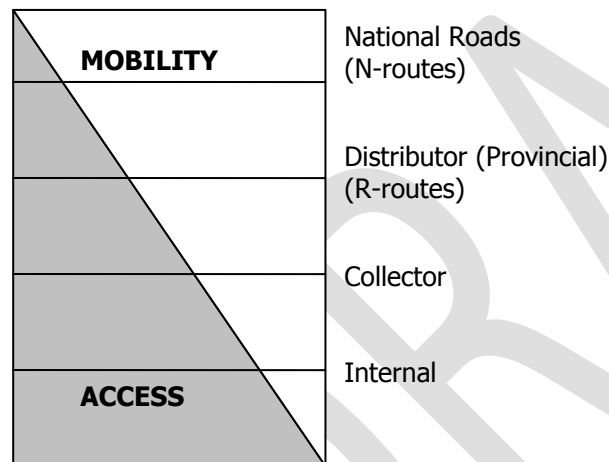 MOBILITY
National Roads
(N-routes)
Distributor (Provincial)
(R-routes)
Collector
Internal
ACCESS